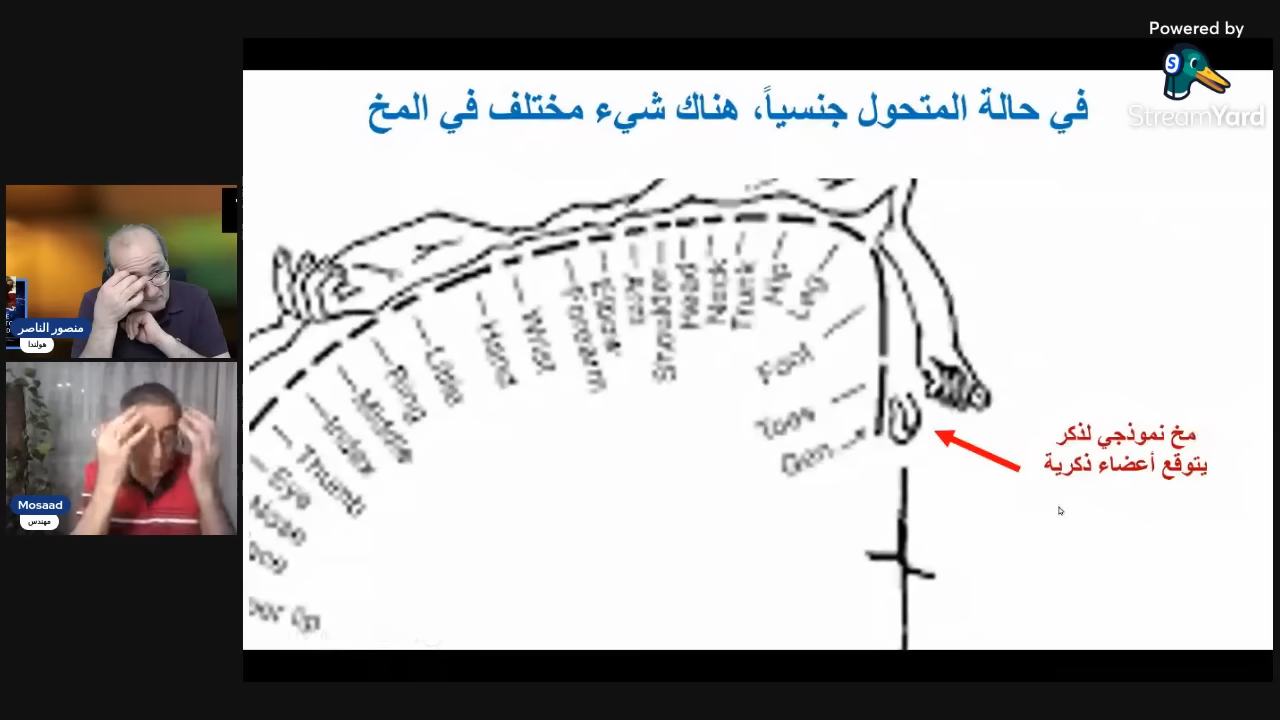 Powered by
StreamYard
في حالة المتحول جنسياً، هناك شيء مختلف في المخ
Little
Ring
Middle
Index
Thumb
Eye
Nose
Hand
Wrist
Forearm
Elbow
Arm
Shoulder
Head
Neck
Trunk
Hip
Leg
Foot
Toes
Gen.
مخ نموذجي لذكر
يتوقع أعضاء ذكرية
منصور الناصر
هولندا
Mosaad
مهندس